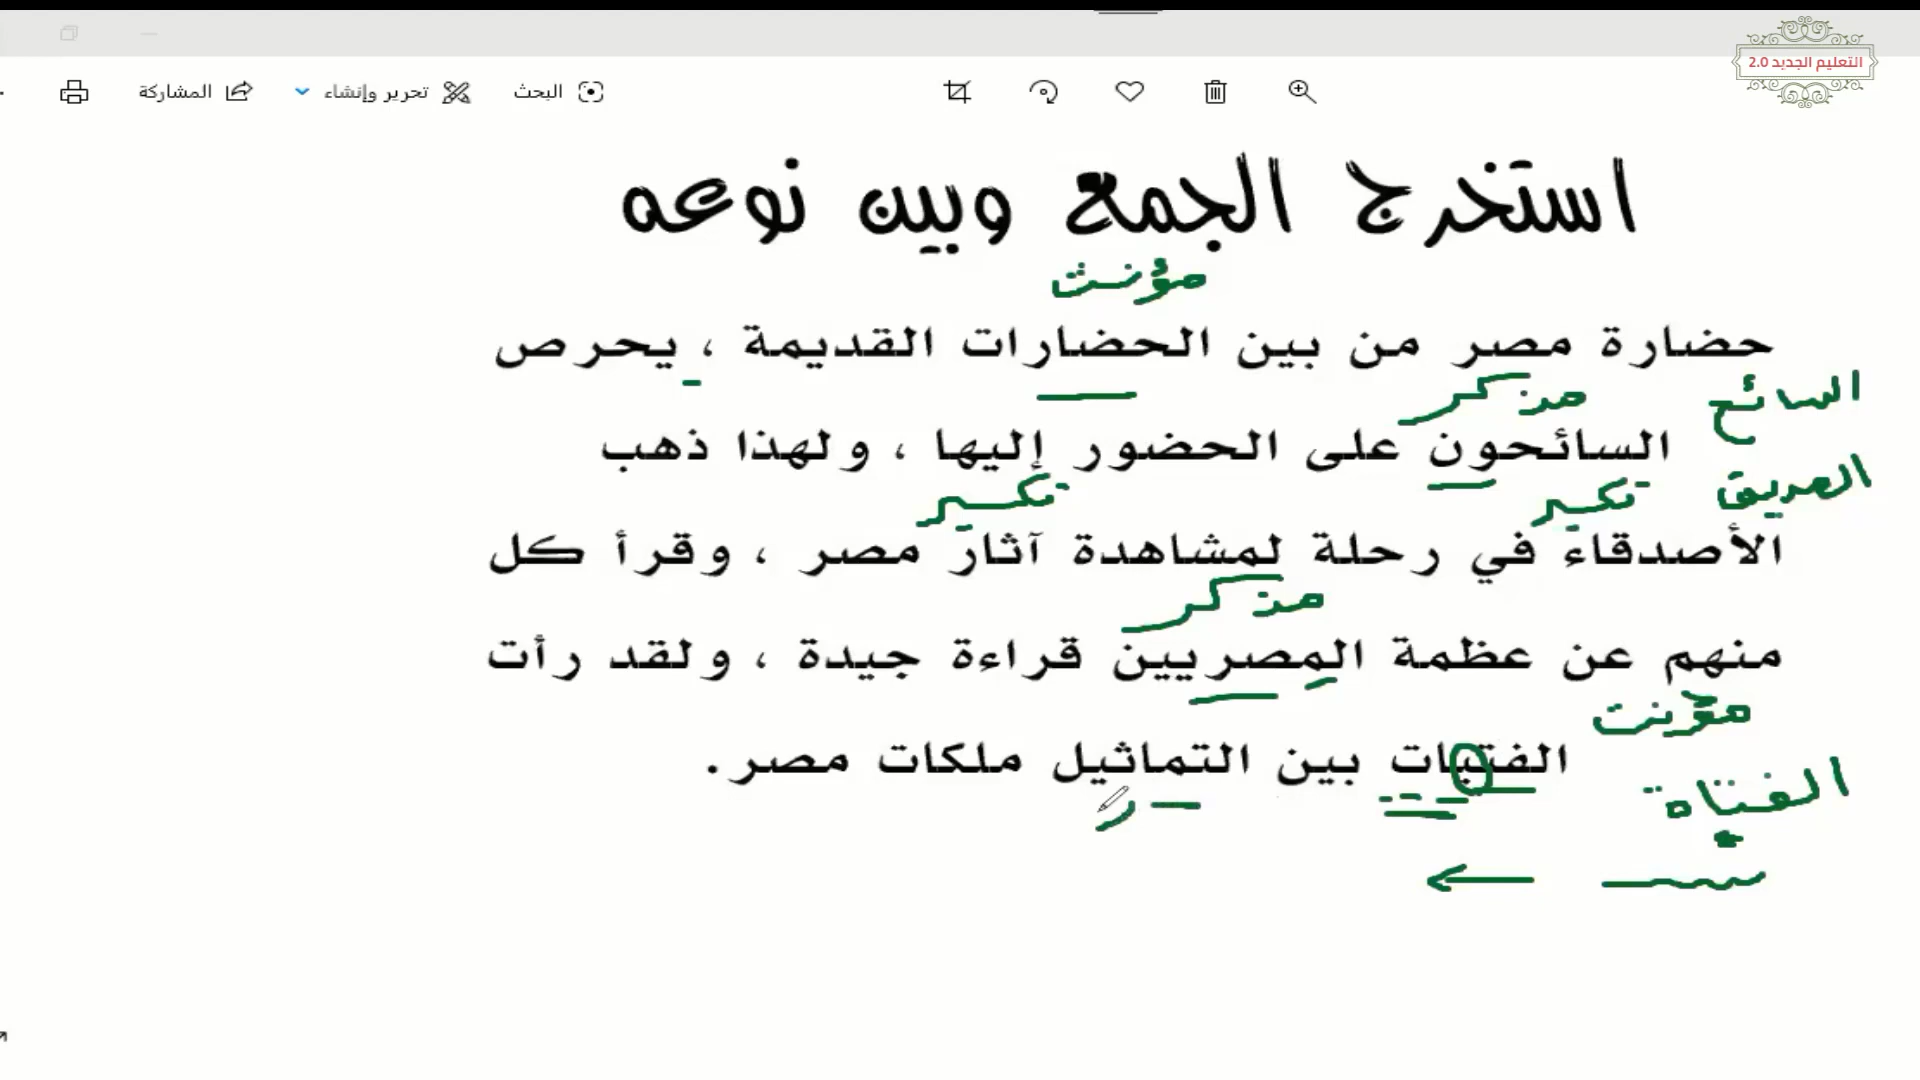 التعليم الجديد 2.0
البحث
تحرير وإنشاء
المشاركة
استخرج الجمع وبين نوعه
مؤنث
حضارة مصر من بين الحضارات القديمة ، يحرص
مذكر
السائح
السائحون على الحضور إليها ، ولهذا ذهب
تكسير
تكسير
الصديق
الأصدقاء في رحلة لمشاهدة آثار مصر ، وقرأ كل
مذكر
منهم عن عظمة المصريين قراءة جيدة ، ولقد رأت
مؤنث
الفتيات بين التماثيل ملكات مصر .
الفتاة